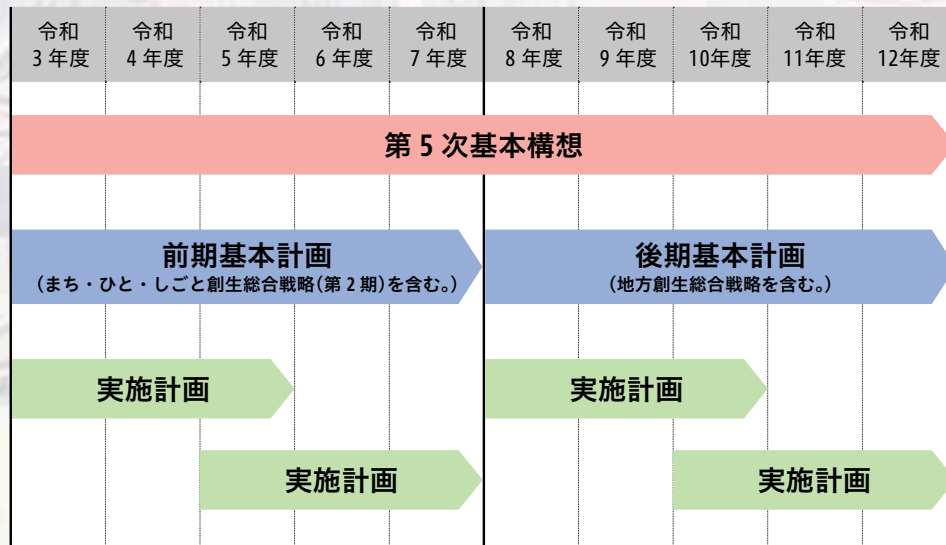 令和
3年度
令和
4年度
令和
5年度
令和
6年度
令和
7年度
令和
8年度
令和
9年度
令和
10年度
令和
11年度
令和
12年度
第5次基本構想
前期基本計画
(まち・ひと・しごと創生総合戦略(第2期)を含む。)
後期基本計画
(地方創生総合戦略を含む。)
実施計画
実施計画
実施計画
実施計画